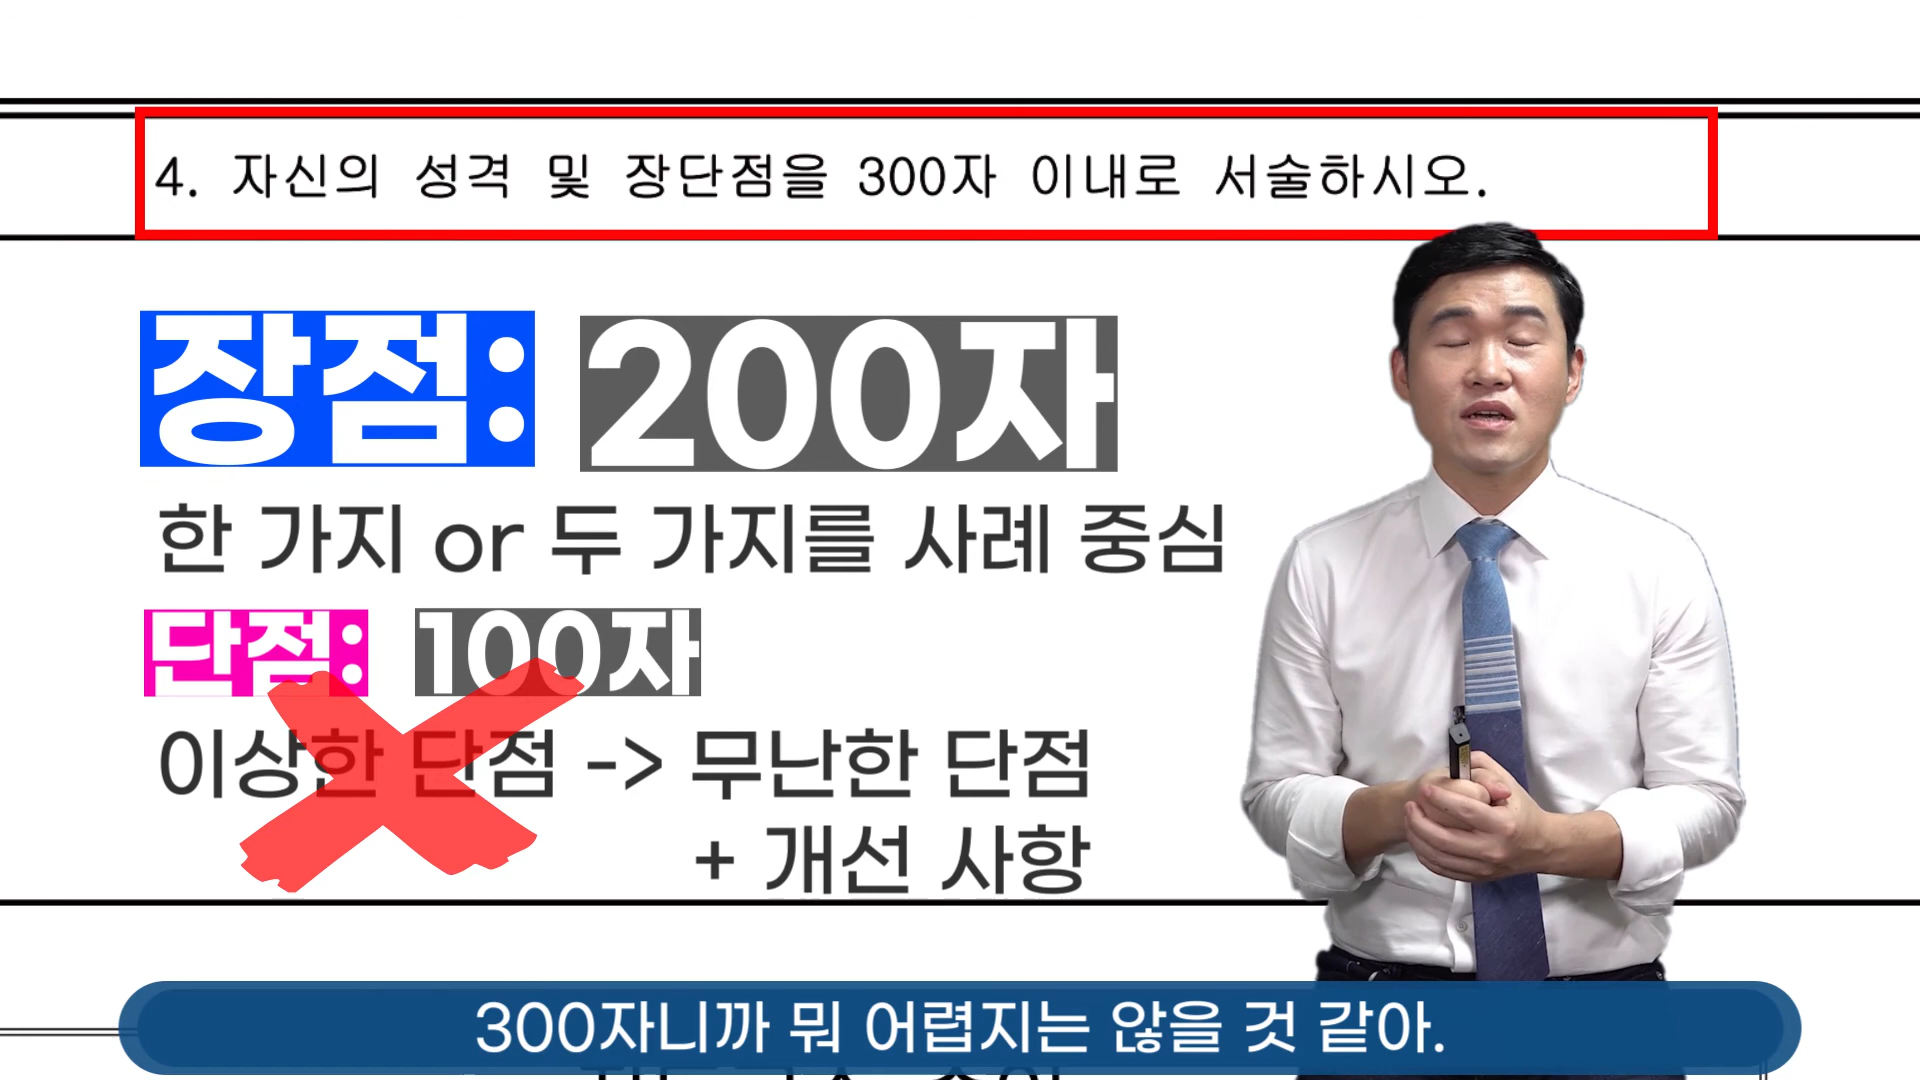 4. 자신의 성격 및 장단점을 300자 이내로 서술하시오.
장점: 200자
한 가지 or 두 가지를 사례 중심
단점: 100자
이상한 단점 -> 무난한 단점
+ 개선 사항
300자니까 뭐 어렵지는 않을 것 같아.